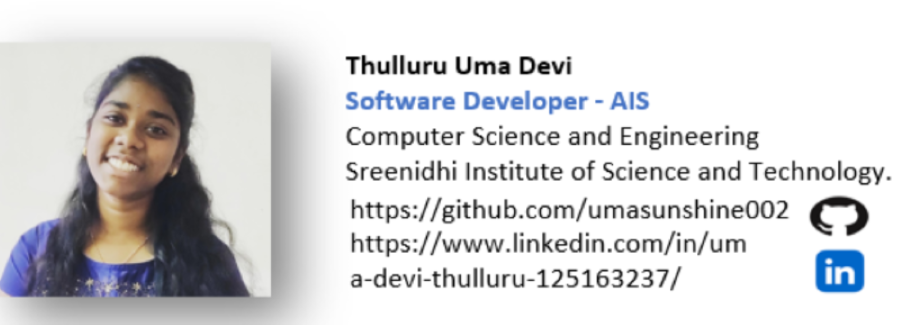 Thulluru Uma Devi
Software Developer - AIS
Computer Science and Engineering
Sreenidhi Institute of Science and Technology.
https://github.com/umasunshine002
https://www.linkedin.com/in/um
a-devi-thulluru-125163237/
in